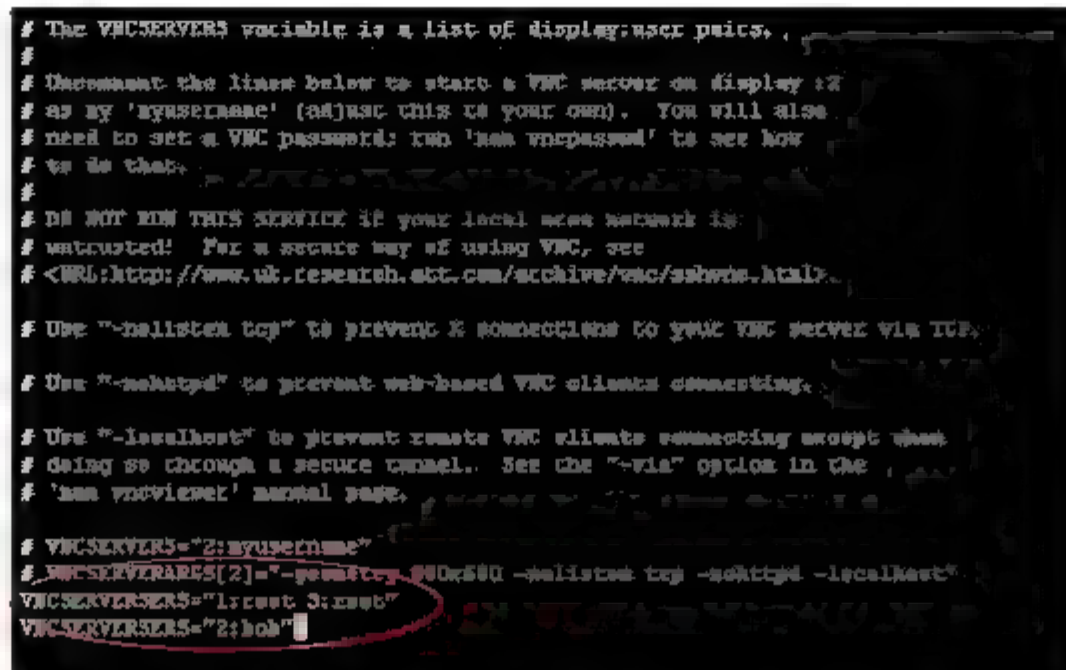 # The VNCSERVERS variable is a list of display:user pairs.
#
# Uncomment the lines below to start a VNC server on display :2
# as my 'myusername' (adjust this to your own). You will also
# need to set a VNC password; run 'man vncpasswd' to see how
# to do that.
#
# DO NOT RUN THIS SERVICE if your local area network is
# untrusted! For a secure way of using VNC, see
# <URL:http://www.uk.research.att.com/archive/vnc/sshvnc.html>.
# Use "-nolisten tcp" to prevent X connections to your VNC server via TCP.
# Use "-nohttpd" to prevent web-based VNC clients connecting.
# Use "-localhost" to prevent remote VNC clients connecting except when
# doing so through a secure tunnel. See the "-via" option in the
# 'man vncviewer' manual page.
# VNCSERVERS="2:myusername"
# -geometry -nolisten tcp -nohttpd -localhost"
"1:root 3:root"
"2:bob"